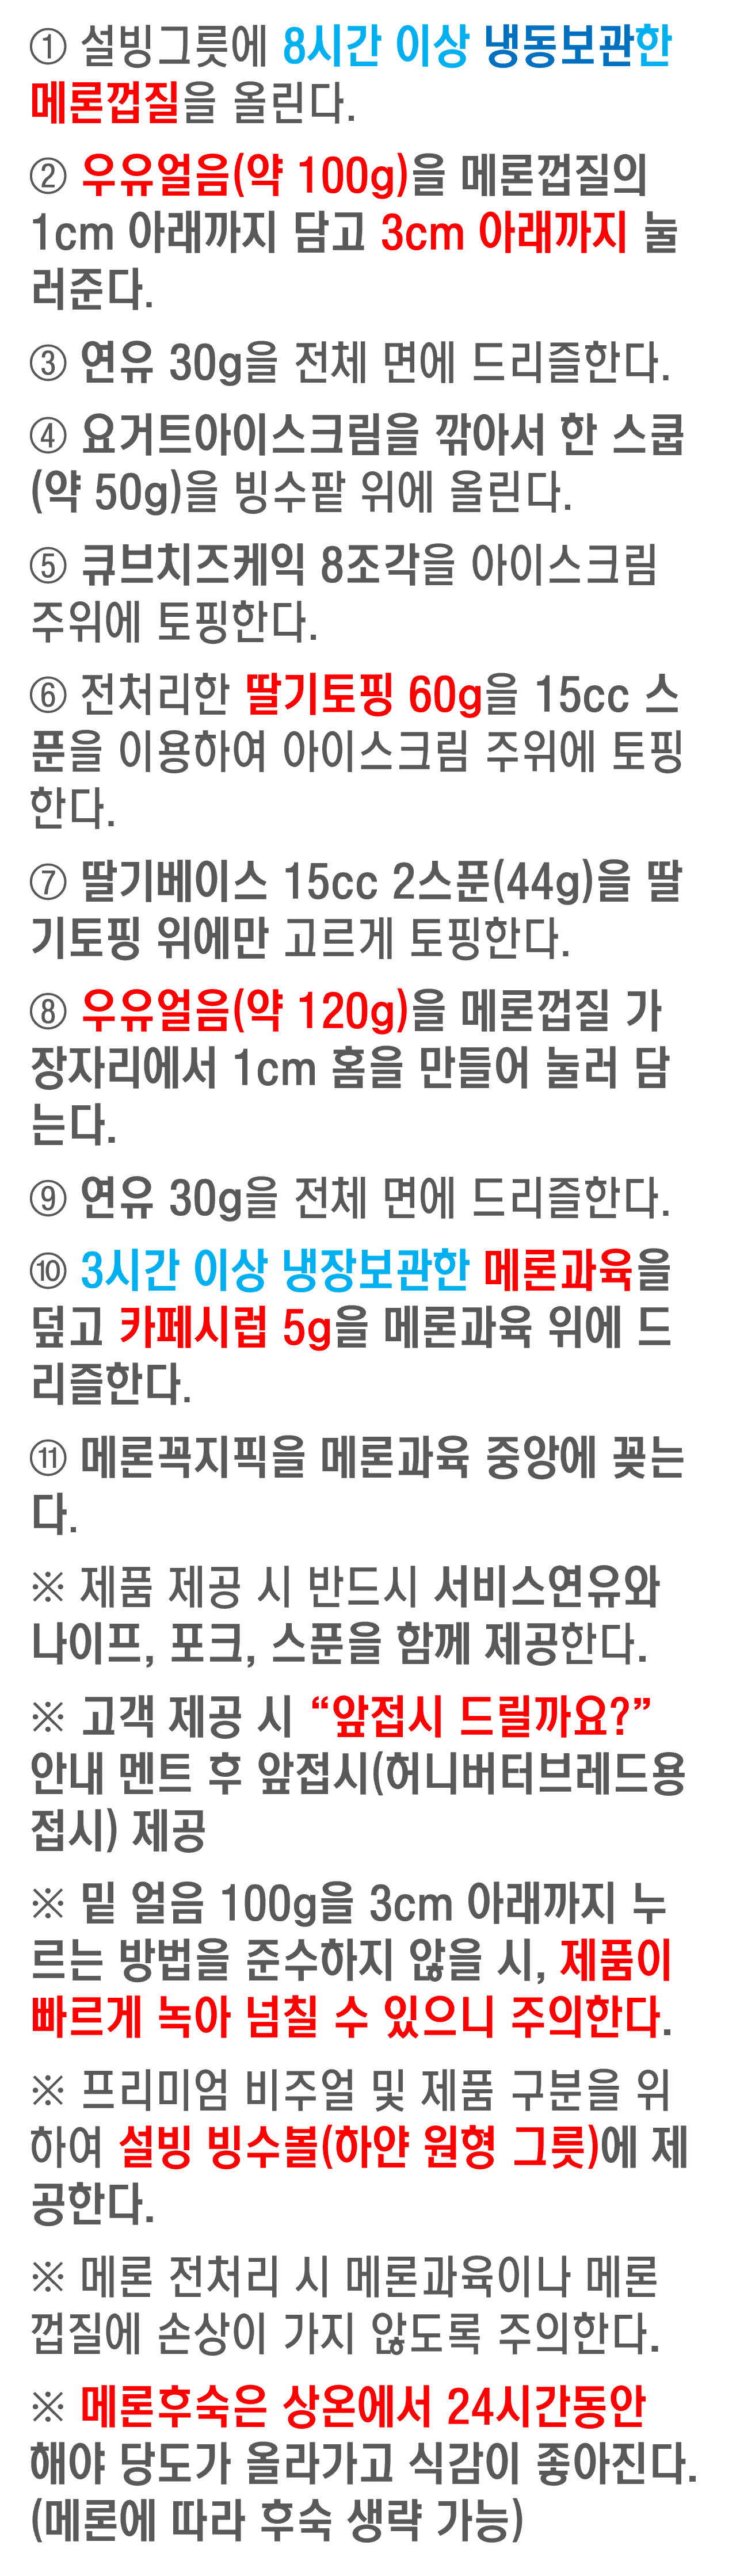 ① 설빙그릇에 8시간 이상 냉동보관한
메론껍질을 올린다.
② 우유얼음(약 100g)을 메론껍질의
1cm 아래까지 담고 3cm 아래까지 눌
러준다.
③ 연유 30g을 전체 면에 드리즐한다.
④ 요거트아이스크림을 깎아서 한 스쿱
(약 50g)을 빙수팥 위에 올린다.
⑤ 큐브치즈케익 8조각을 아이스크림
주위에 토핑한다.
⑥ 전처리한 딸기토핑 60g을 15cc 스
푼을 이용하여 아이스크림 주위에 토핑
한다.
⑦ 딸기베이스 15cc 2스푼(44g)을 딸
기토핑 위에만 고르게 토핑한다.
⑧ 우유얼음(약 120g)을 메론껍질 가
장자리에서 1cm 홈을 만들어 눌러 담
는다.
⑨ 연유 30g을 전체 면에 드리즐한다.
⑩ 3시간 이상 냉장보관한 메론과육을
덮고 카페시럽 5g을 메론과육 위에 드
리즐한다.
⑪ 메론꼭지픽을 메론과육 중앙에 꽂는
다.
※ 제품 제공 시 반드시 서비스연유와
나이프, 포크, 스푼을 함께 제공한다.
※ 고객 제공 시 “앞접시 드릴까요?”
안내 멘트 후 앞접시(허니버터브레드용
접시) 제공
※ 밑 얼음 100g을 3cm 아래까지 누
르는 방법을 준수하지 않을 시, 제품이
빠르게 녹아 넘칠 수 있으니 주의한다.
※ 프리미엄 비주얼 및 제품 구분을 위
하여 설빙 빙수볼(하얀 원형 그릇)에 제
공한다.
※ 메론 전처리 시 메론과육이나 메론
껍질에 손상이 가지 않도록 주의한다.
※ 메론후숙은 상온에서 24시간동안
해야 당도가 올라가고 식감이 좋아진다.
(메론에 따라 후숙 생략 가능)